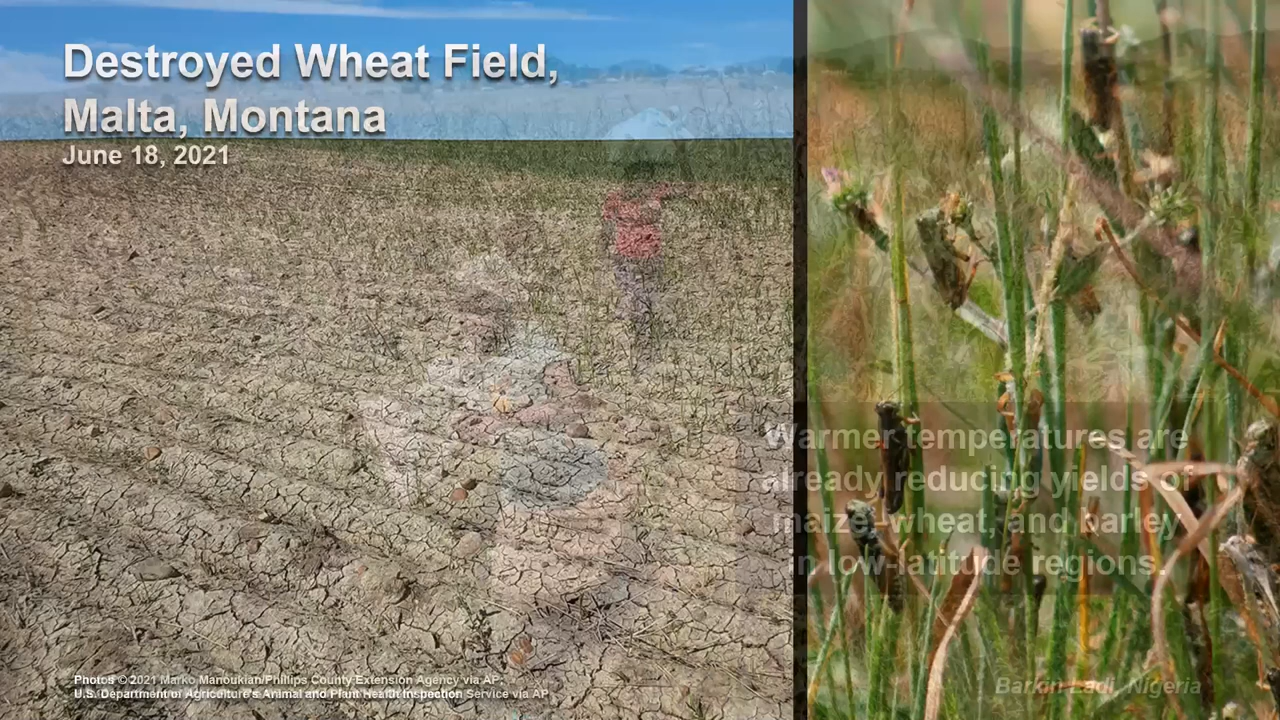 Destroyed Wheat Field,
Malta, Montana
June 18, 2021
Warmer temperatures are
already reducing yields of
maize, wheat, and barley
in low-latitude regions.
Photos © 2021 Marko Manoukian/Phillips County Extension Agency via AP;
U.S. Department of Agriculture's Animal and Plant Health Inspection Service via AP
Barkin Ladi, Nigeria